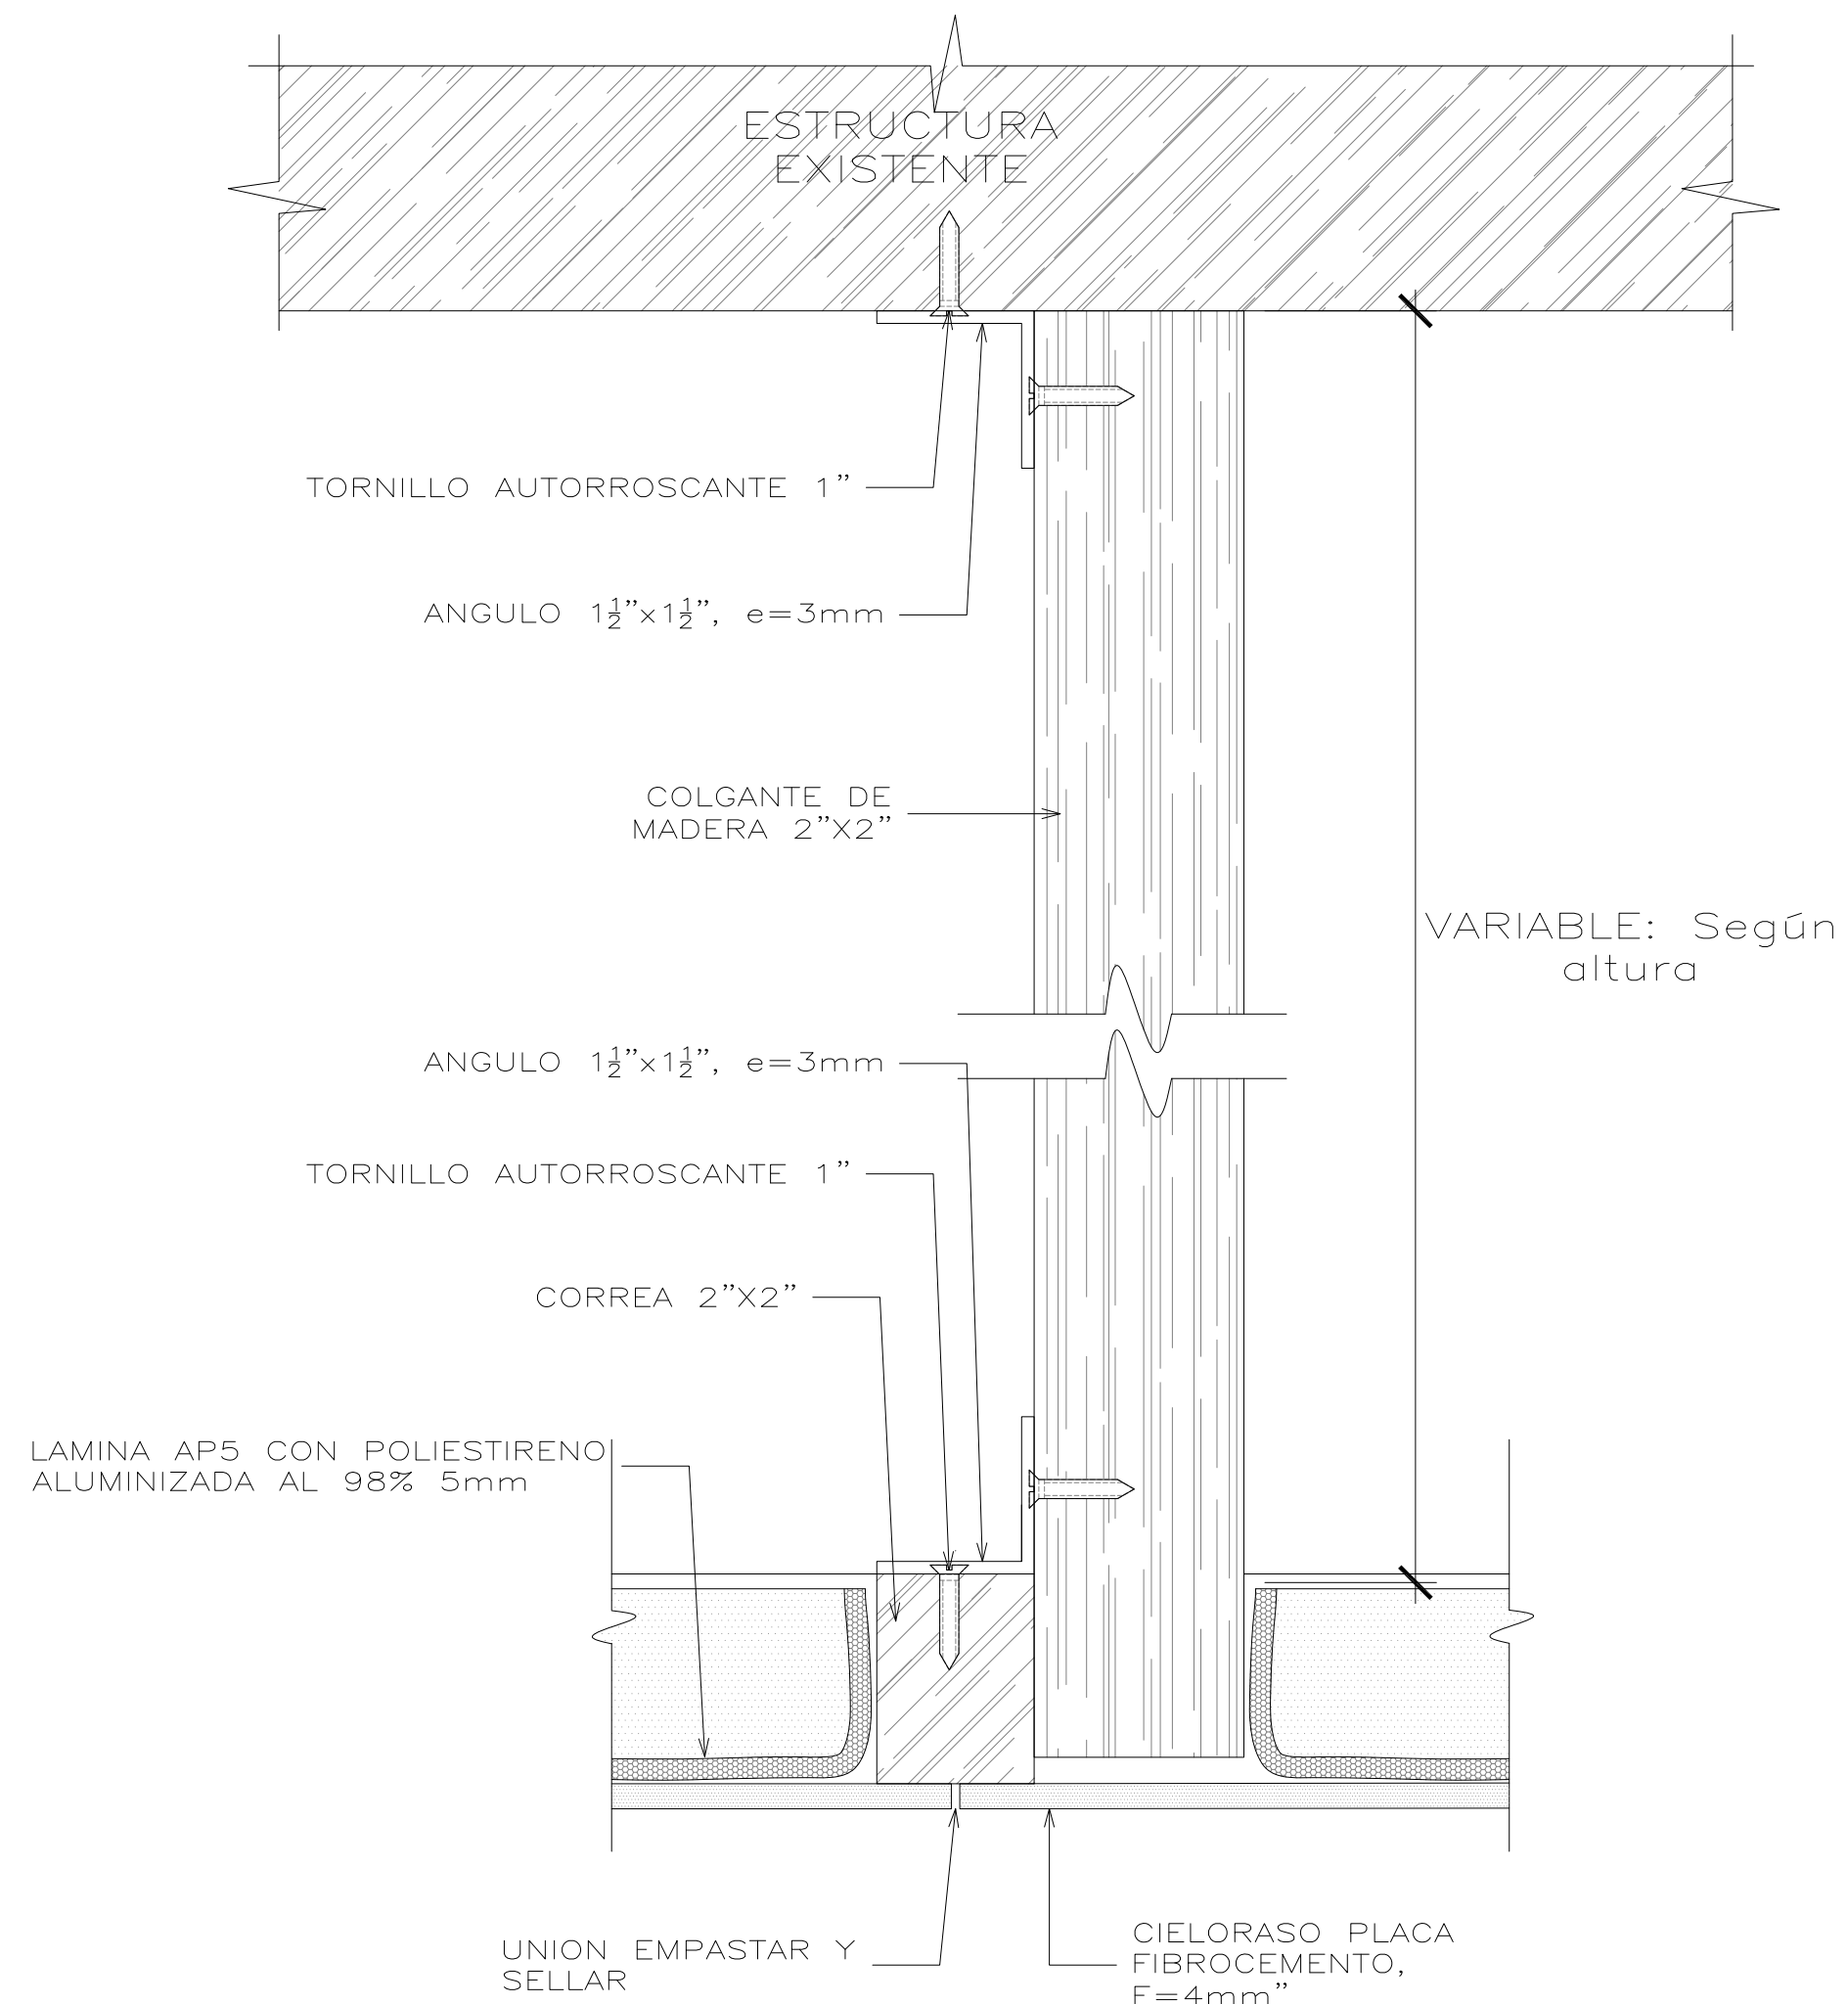 ESTRUCTURA
EXISTENTE
TORNILLO AUTORROSCANTE 1”
ANGULO 1½”x1½”, e=3mm
COLGANTE DE
MADERA 2”X2”
VARIABLE: Según
altura
ANGULO 1½”x1½”, e=3mm
TORNILLO AUTORROSCANTE 1”
CORREA 2”X2”
LAMINA AP5 CON POLIESTIRENO
ALUMINIZADA AL 98% 5mm
UNION EMPASTAR Y
SELLAR
CIELORASO PLACA
FIBROCEMENTO,
E=4mm”